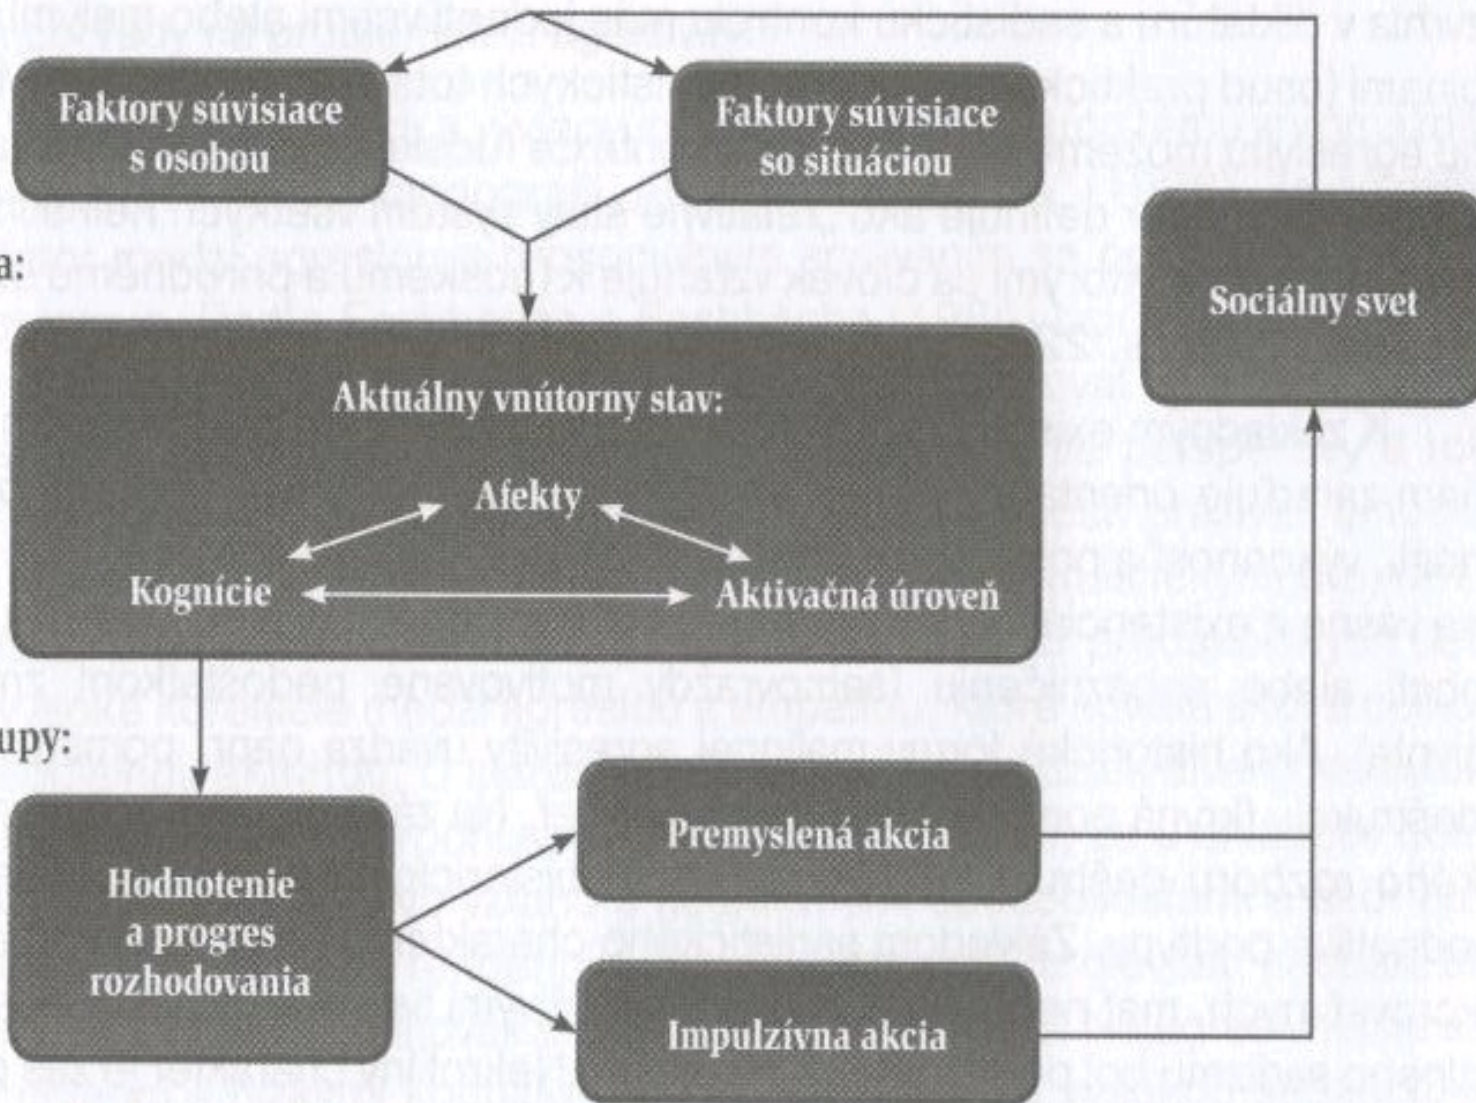 Faktory súvisiace
s osobou
Faktory súvisiace
so situáciou
a:
Sociálny svet
Aktuálny vnútorny stav:
Afekty
Kognície
Aktivačná úroveň
upy:
Hodnotenie
a progres
rozhodovania
Premyslená akcia
Impulzívna akcia